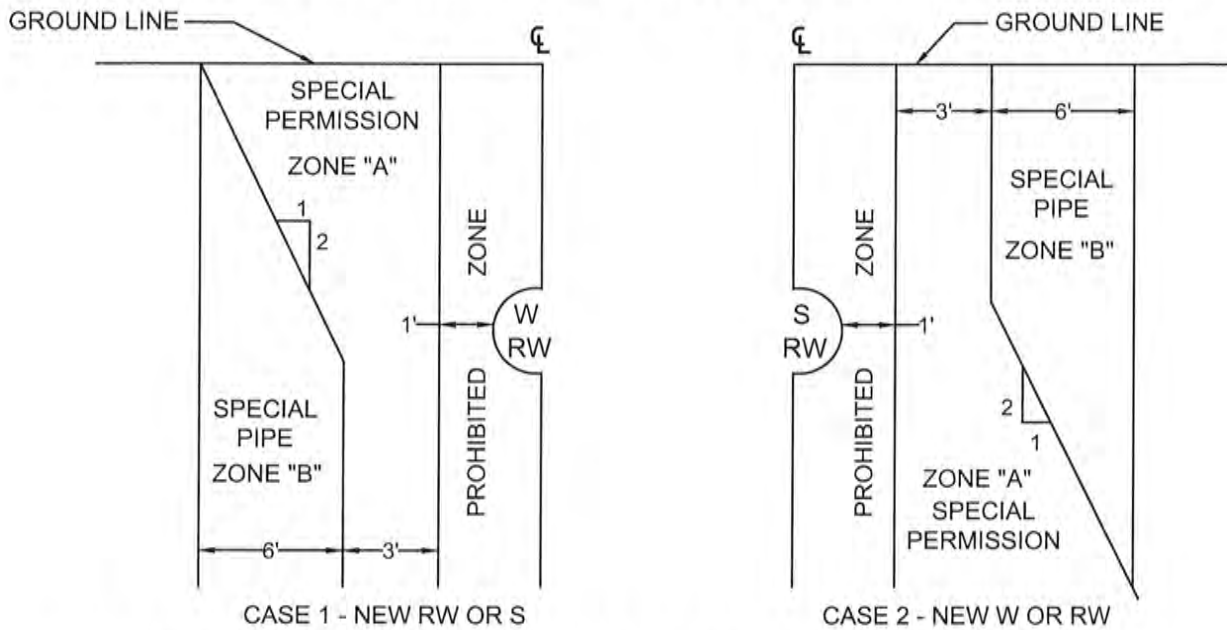 GROUND LINE
℄
SPECIAL
PERMISSION
ZONE "A"
1
2
ZONE
1'
W
RW
SPECIAL
PIPE
ZONE "B"
PROHIBITED
6'
3'
CASE 1 - NEW RW OR S
℄
GROUND LINE
3'
6'
SPECIAL
PIPE
ZONE "B"
ZONE
S
RW
1'
2
1
PROHIBITED
ZONE "A"
SPECIAL
PERMISSION
CASE 2 - NEW W OR RW